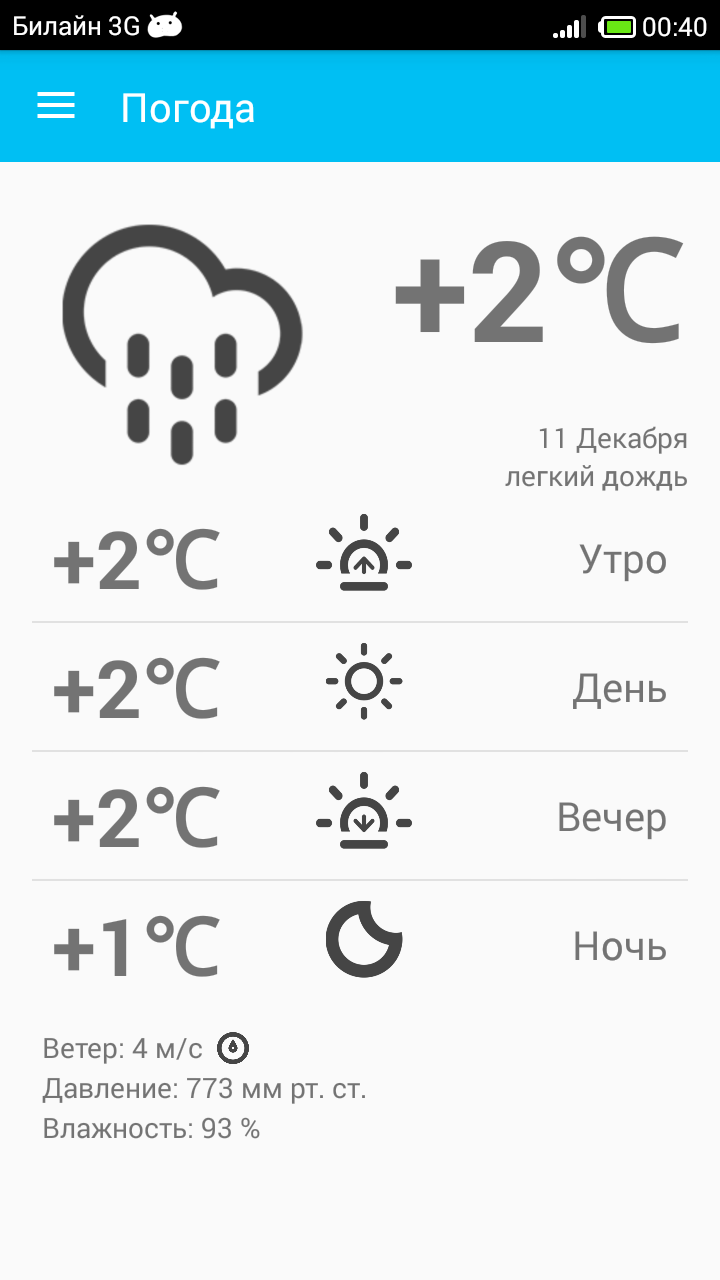 Билайн 3G 00:40
Погода
+2°C
11 Декабря
легкий дождь
+2°C Утро
+2°C День
+2°C Вечер
+1°C Ночь
Ветер: 4 м/с
Давление: 773 мм рт. ст.
Влажность: 93 %